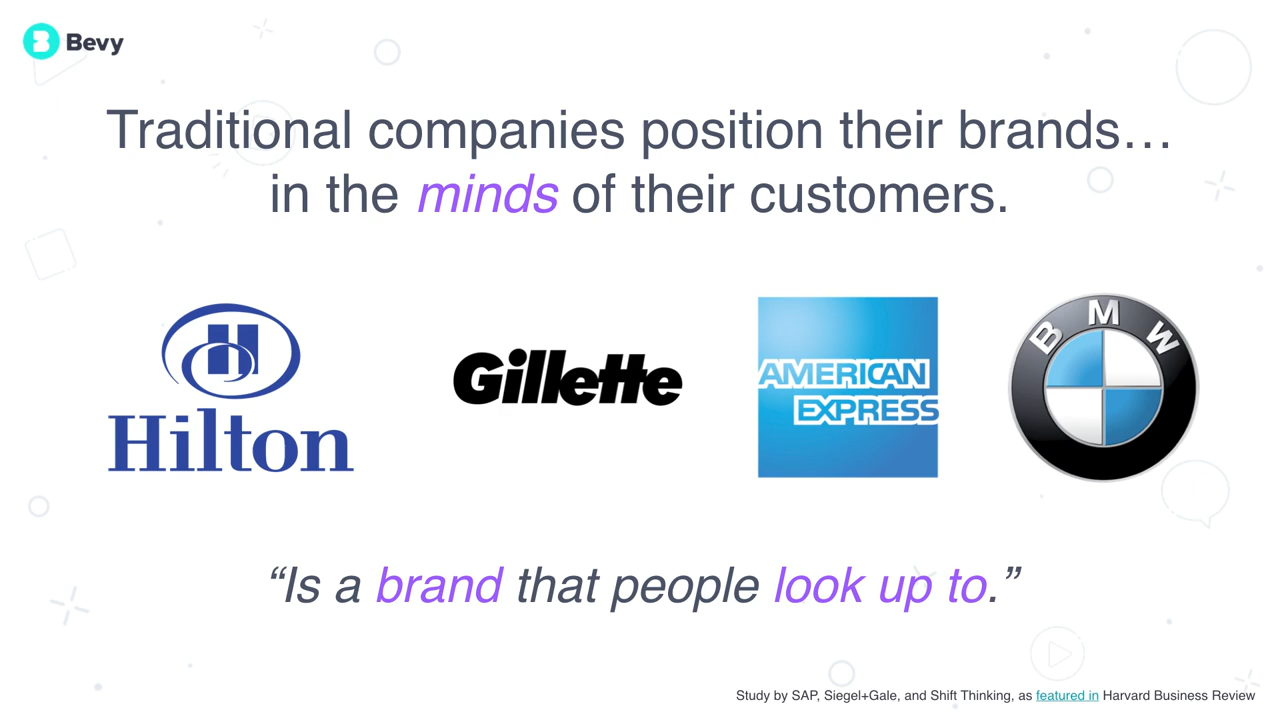 Bevy
Traditional companies position their brands…
in the minds of their customers.
Hilton
Gillette
AMERICAN
EXPRESS
BMW
“Is a brand that people look up to.”
Study by SAP, Siegel+Gale, and Shift Thinking, as featured in Harvard Business Review